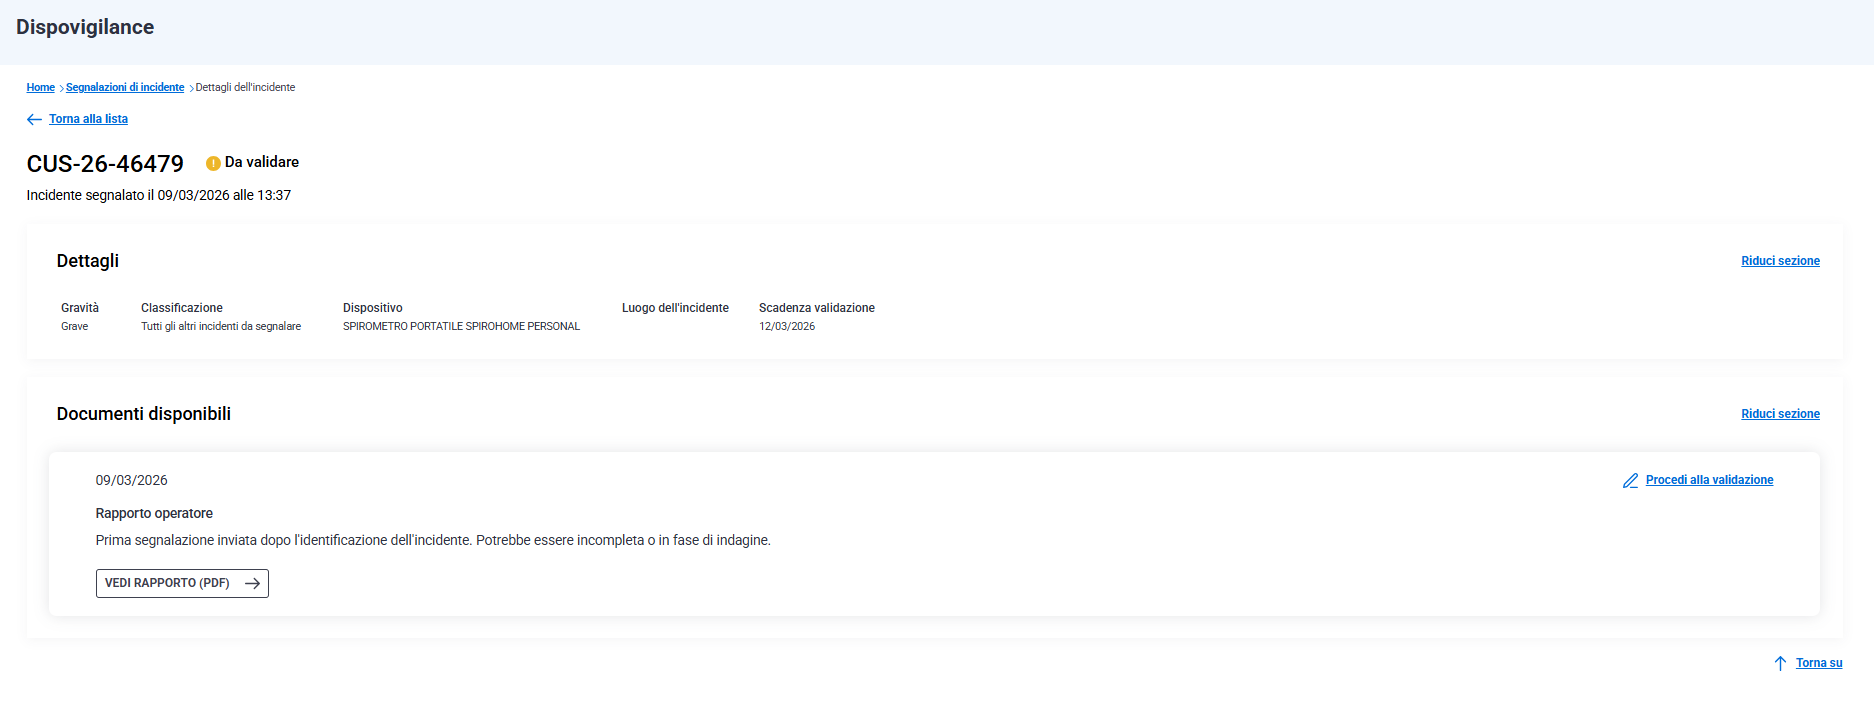 Dispovigilance
Home > Segnalazioni di incidente > Dettagli dell'incidente
Torna alla lista
CUS-26-46479 Da validare
Incidente segnalato il 09/03/2026 alle 13:37
Dettagli Riduci sezione
Gravità Classificazione Dispositivo Luogo dell'incidente Scadenza validazione
Grave Tutti gli altri incidenti da segnalare SPIROMETRO PORTATILE SPIROHOME PERSONAL 12/03/2026
Documenti disponibili Riduci sezione
09/03/2026 Procedi alla validazione
Rapporto operatore
Prima segnalazione inviata dopo l'identificazione dell'incidente. Potrebbe essere incompleta o in fase di indagine.
VEDI RAPPORTO (PDF)
Torna su